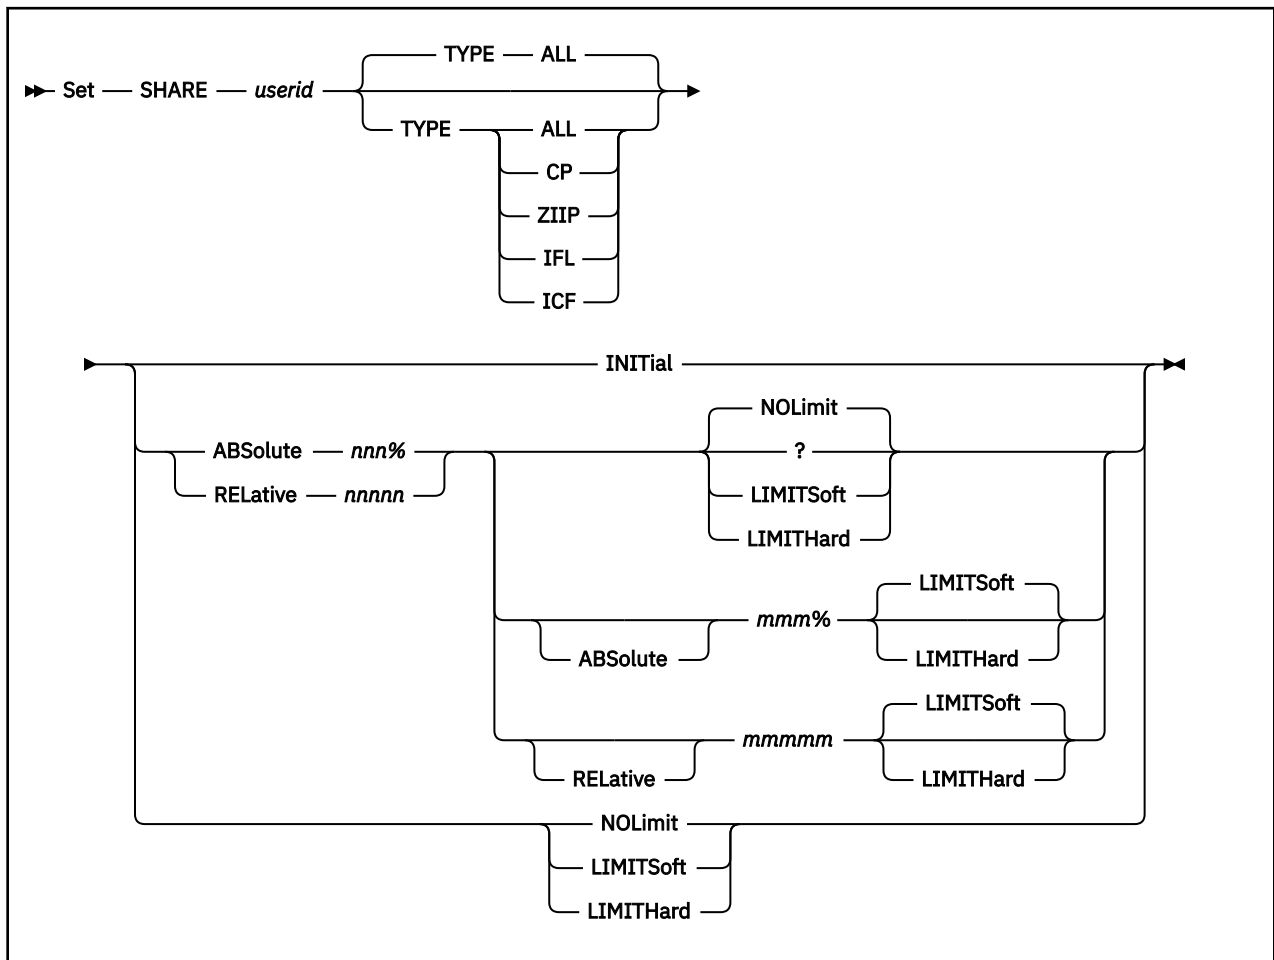 TYPE ALL
Set SHARE userid
TYPE ALL
CP
ZIIP
IFL
ICF
INITial
NOLimit
ABSolute nnn% ?
RELative nnnnn LIMITSoft
LIMITHard
LIMITSoft
mmm%
ABSolute LIMITHard
LIMITSoft
mmmmm
RELative LIMITHard
NOLimit
LIMITSoft
LIMITHard